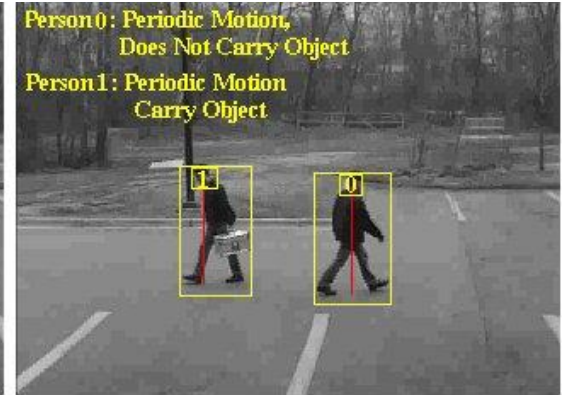 Person0: Periodic Motion,
Does Not Carry Object
Person1: Periodic Motion
Carry Object
1
0